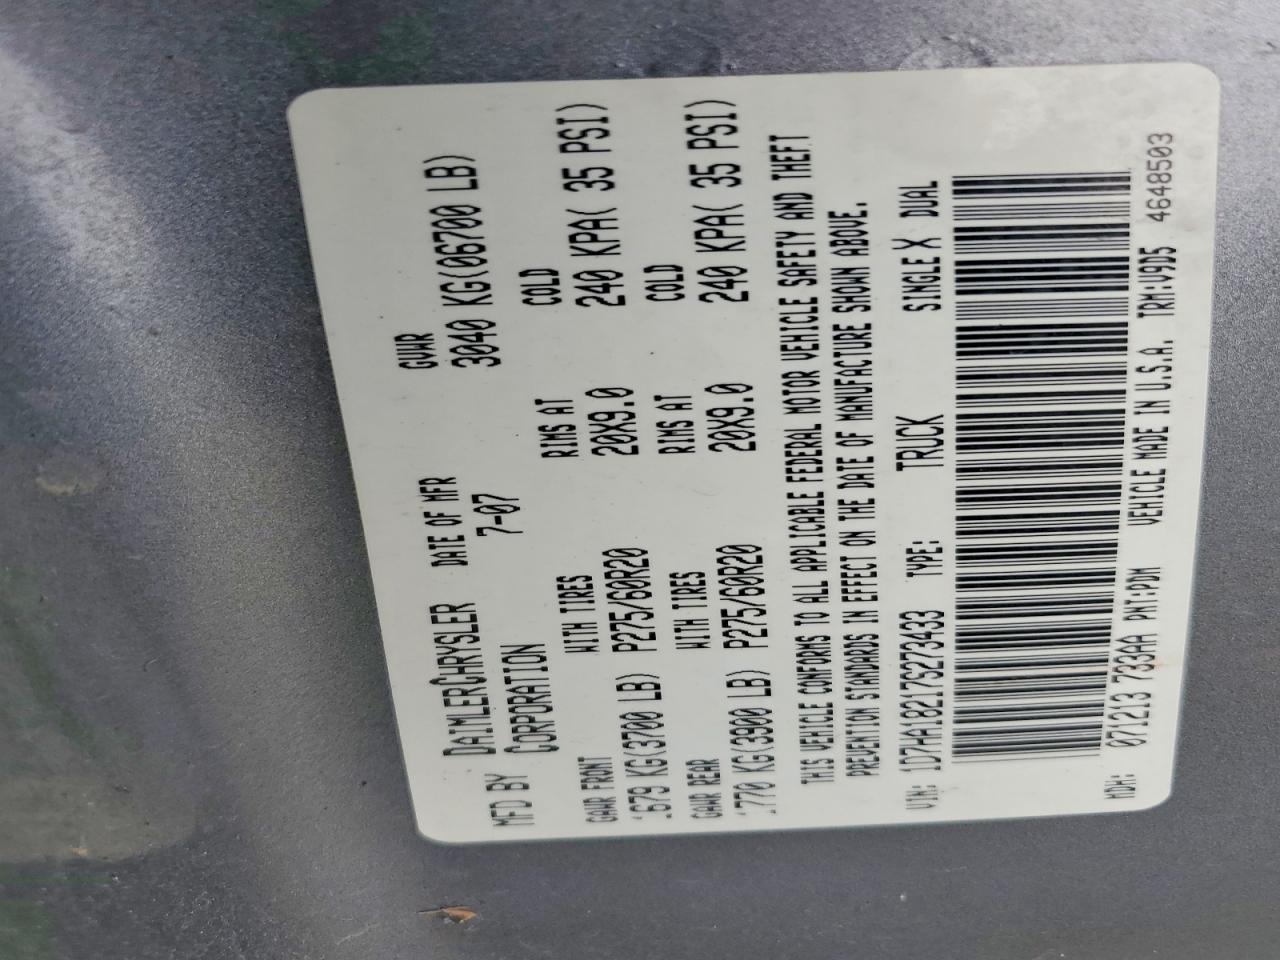 MFD BY DAIMLERCHRYSLER CORPORATION DATE OF MFR 7-07 GVWR 3040 KG(06700 LB)
GAWR FRONT WITH TIRES RIMS AT COLD
1679 KG(3700 LB) P275/60R20 20X9.0 240 KPA( 35 PSI)
GAWR REAR WITH TIRES RIMS AT COLD
1770 KG(3900 LB) P275/60R20 20X9.0 240 KPA( 35 PSI)
THIS VEHICLE CONFORMS TO ALL APPLICABLE FEDERAL MOTOR VEHICLE SAFETY AND THEFT
PREVENTION STANDARDS IN EFFECT ON THE DATE OF MANUFACTURE SHOWN ABOVE.
VIN: 1D7HA18217S273433 TYPE: TRUCK SINGLE X DUAL
MDH: 071213 733AA PNT:PDM VEHICLE MADE IN U.S.A. TRM:V9D5 4648503